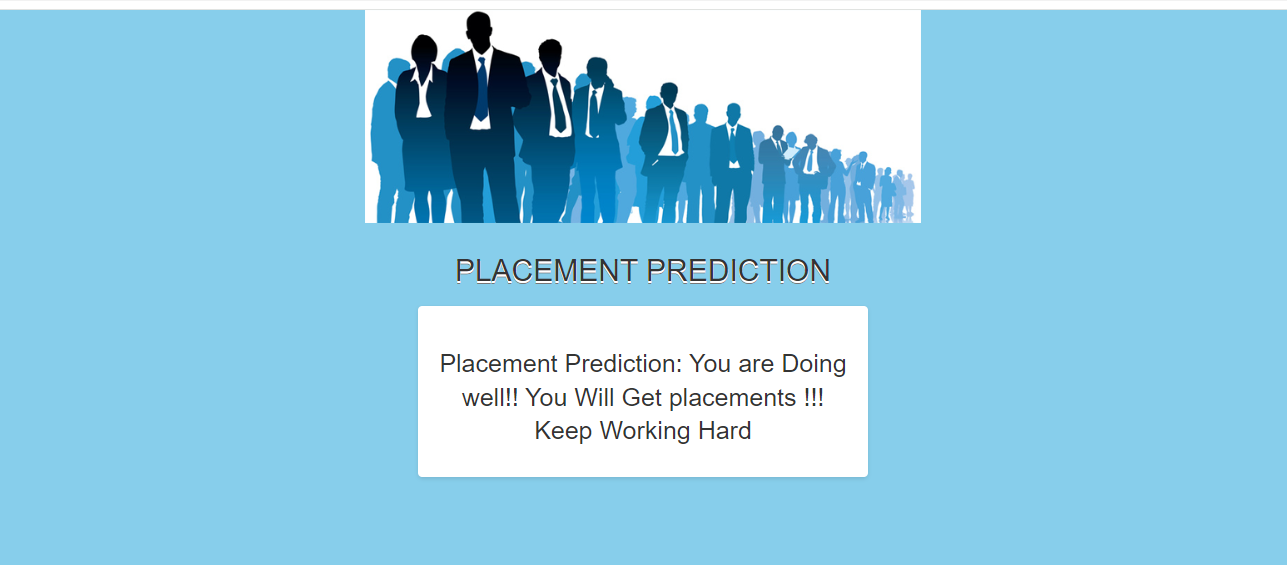 PLACEMENT PREDICTION
Placement Prediction: You are Doing
well!! You Will Get placements !!!
Keep Working Hard